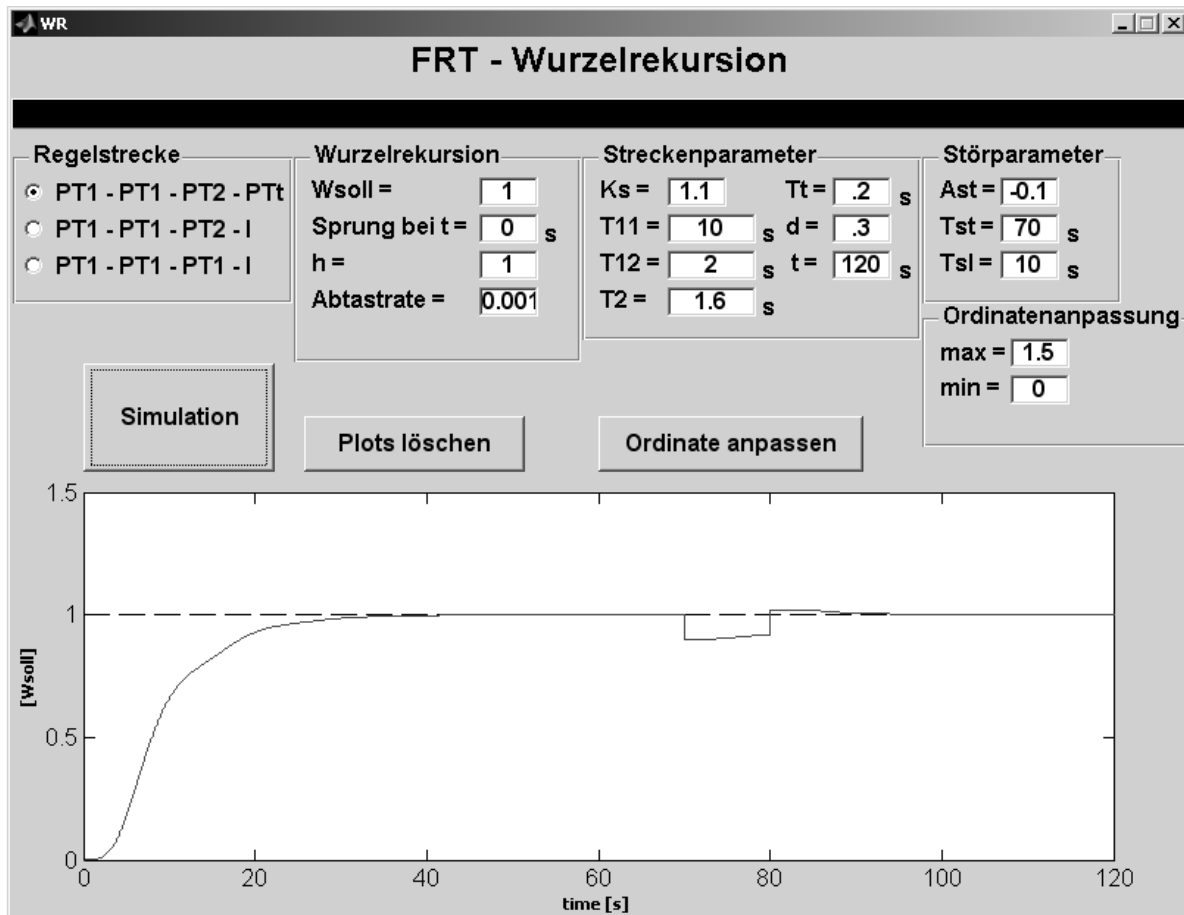 WR
FRT - Wurzelrekursion
Regelstrecke
PT1 - PT1 - PT2 - PTt
PT1 - PT1 - PT2 - I
PT1 - PT1 - PT1 - I
Wurzelrekursion
Wsoll = 1
Sprung bei t = 0 s
h = 1
Abtastrate = 0.001
Streckenparameter
Ks = 1.1 Tt = .2 s
T11 = 10 s d = .3
T12 = 2 s t = 120 s
T2 = 1.6 s
Störparameter
Ast = -0.1
Tst = 70 s
Tsl = 10 s
Ordinatenanpassung
max = 1.5
min = 0
Simulation
Plots löschen
Ordinate anpassen
1.5
1
0.5
0
[Wsoll]
0 20 40 60 80 100 120
time [s]